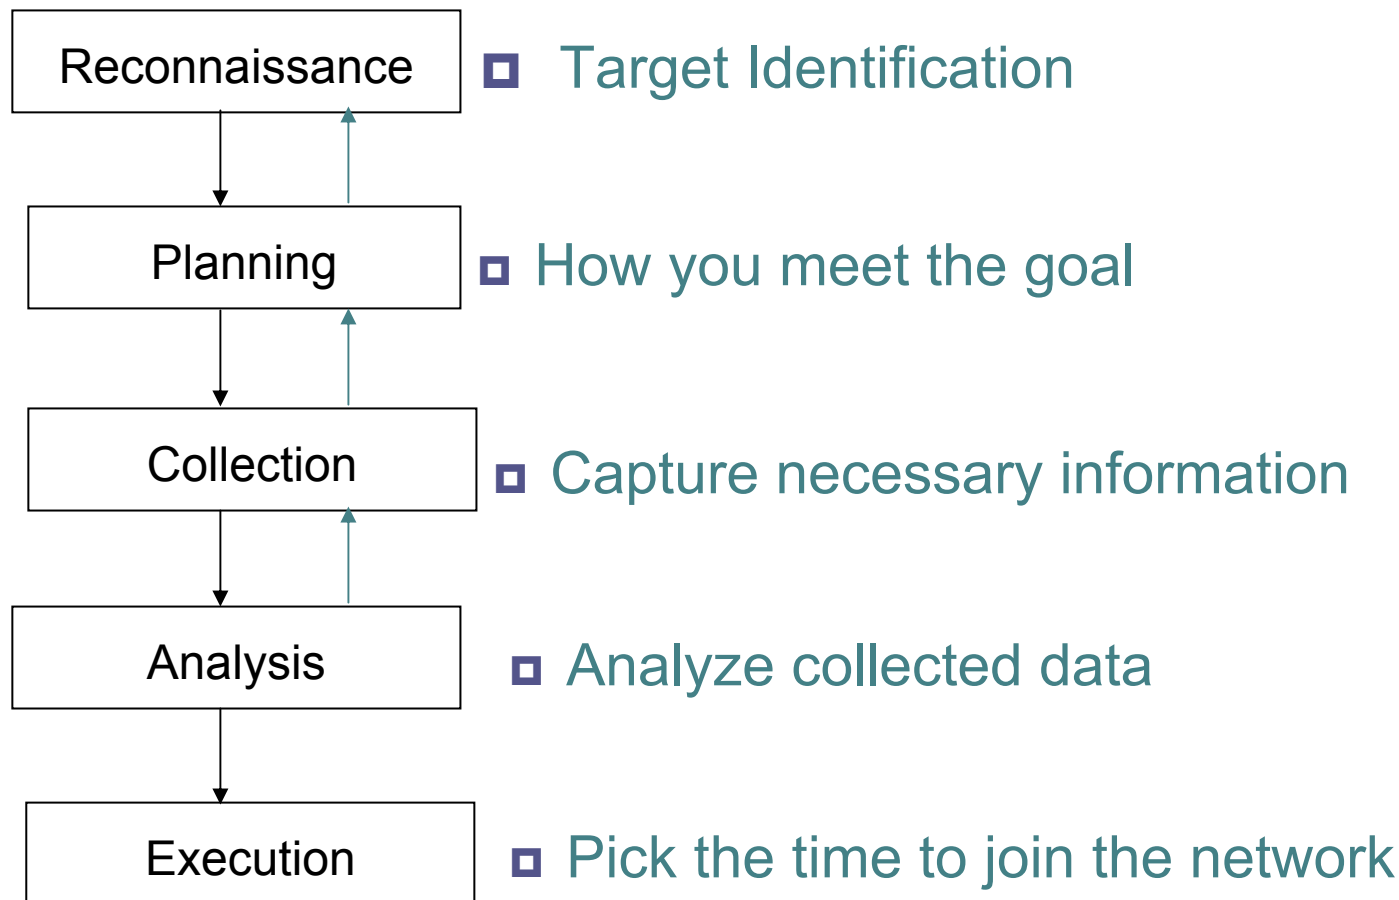 Reconnaissance
Target Identification
Planning
How you meet the goal
Collection
Capture necessary information
Analysis
Analyze collected data
Execution
Pick the time to join the network